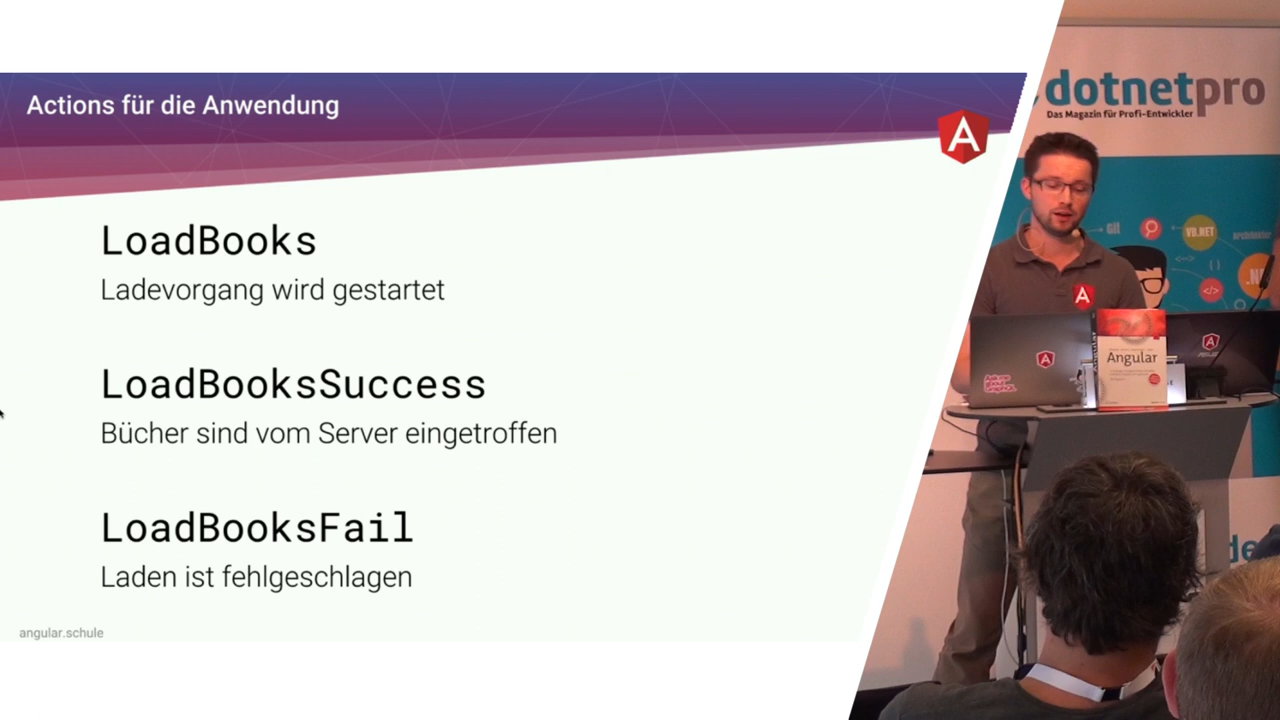 Actions für die Anwendung
LoadBooks
Ladevorgang wird gestartet
LoadBooksSuccess
Bücher sind vom Server eingetroffen
LoadBooksFail
Laden ist fehlgeschlagen
angular.schule
dotnetpro
Das Magazin für Profi-Entwickler
Git
VB.NET
Angular